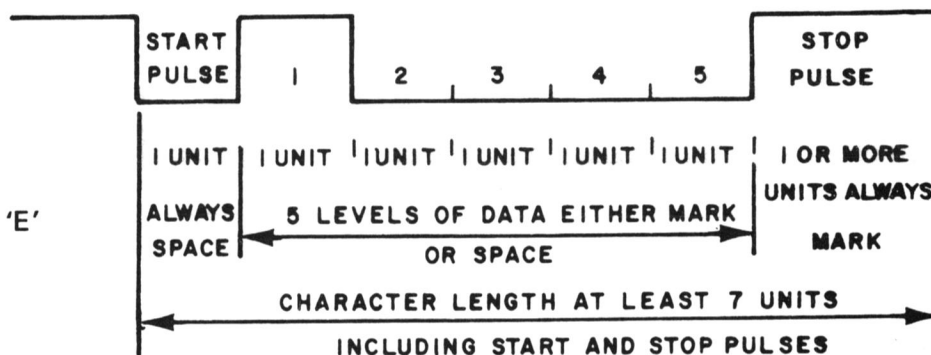 START
PULSE
1 2 3 4 5
STOP
PULSE
1 UNIT 1 UNIT 1 UNIT 1 UNIT 1 UNIT 1 UNIT 1 OR MORE
UNITS ALWAYS
MARK
'E'
ALWAYS
SPACE
5 LEVELS OF DATA EITHER MARK
OR SPACE
CHARACTER LENGTH AT LEAST 7 UNITS
INCLUDING START AND STOP PULSES